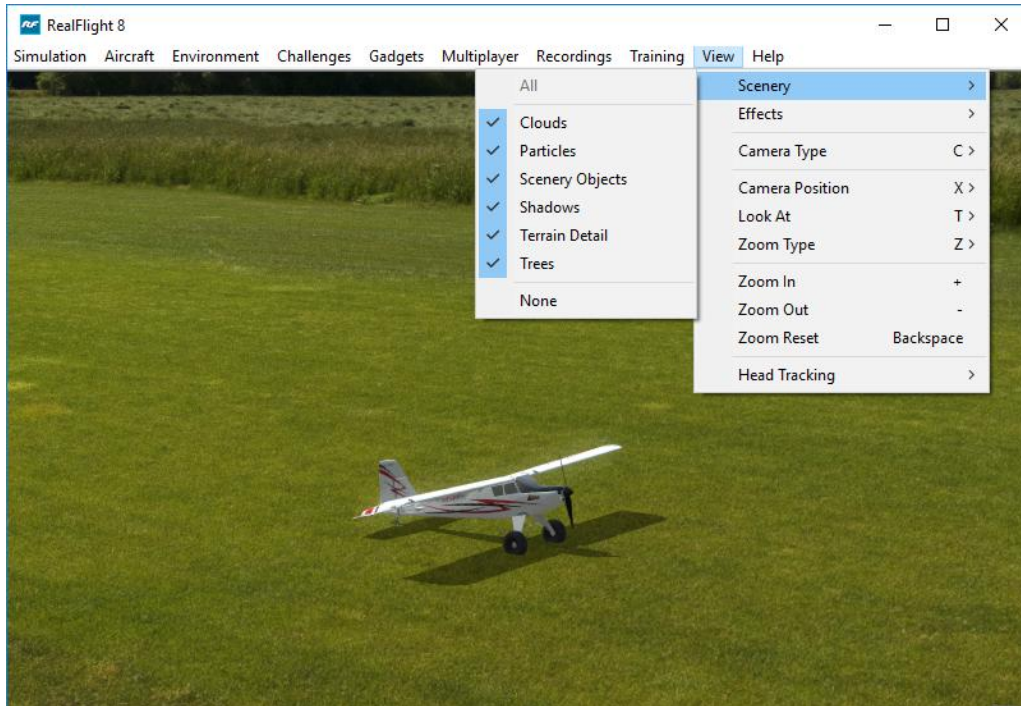 RealFlight 8
Simulation Aircraft Environment Challenges Gadgets Multiplayer Recordings Training View Help
All
Clouds
Particles
Scenery Objects
Shadows
Terrain Detail
Trees
None
Scenery >
Effects >
Camera Type C >
Camera Position X >
Look At T >
Zoom Type Z >
Zoom In +
Zoom Out -
Zoom Reset Backspace
Head Tracking >